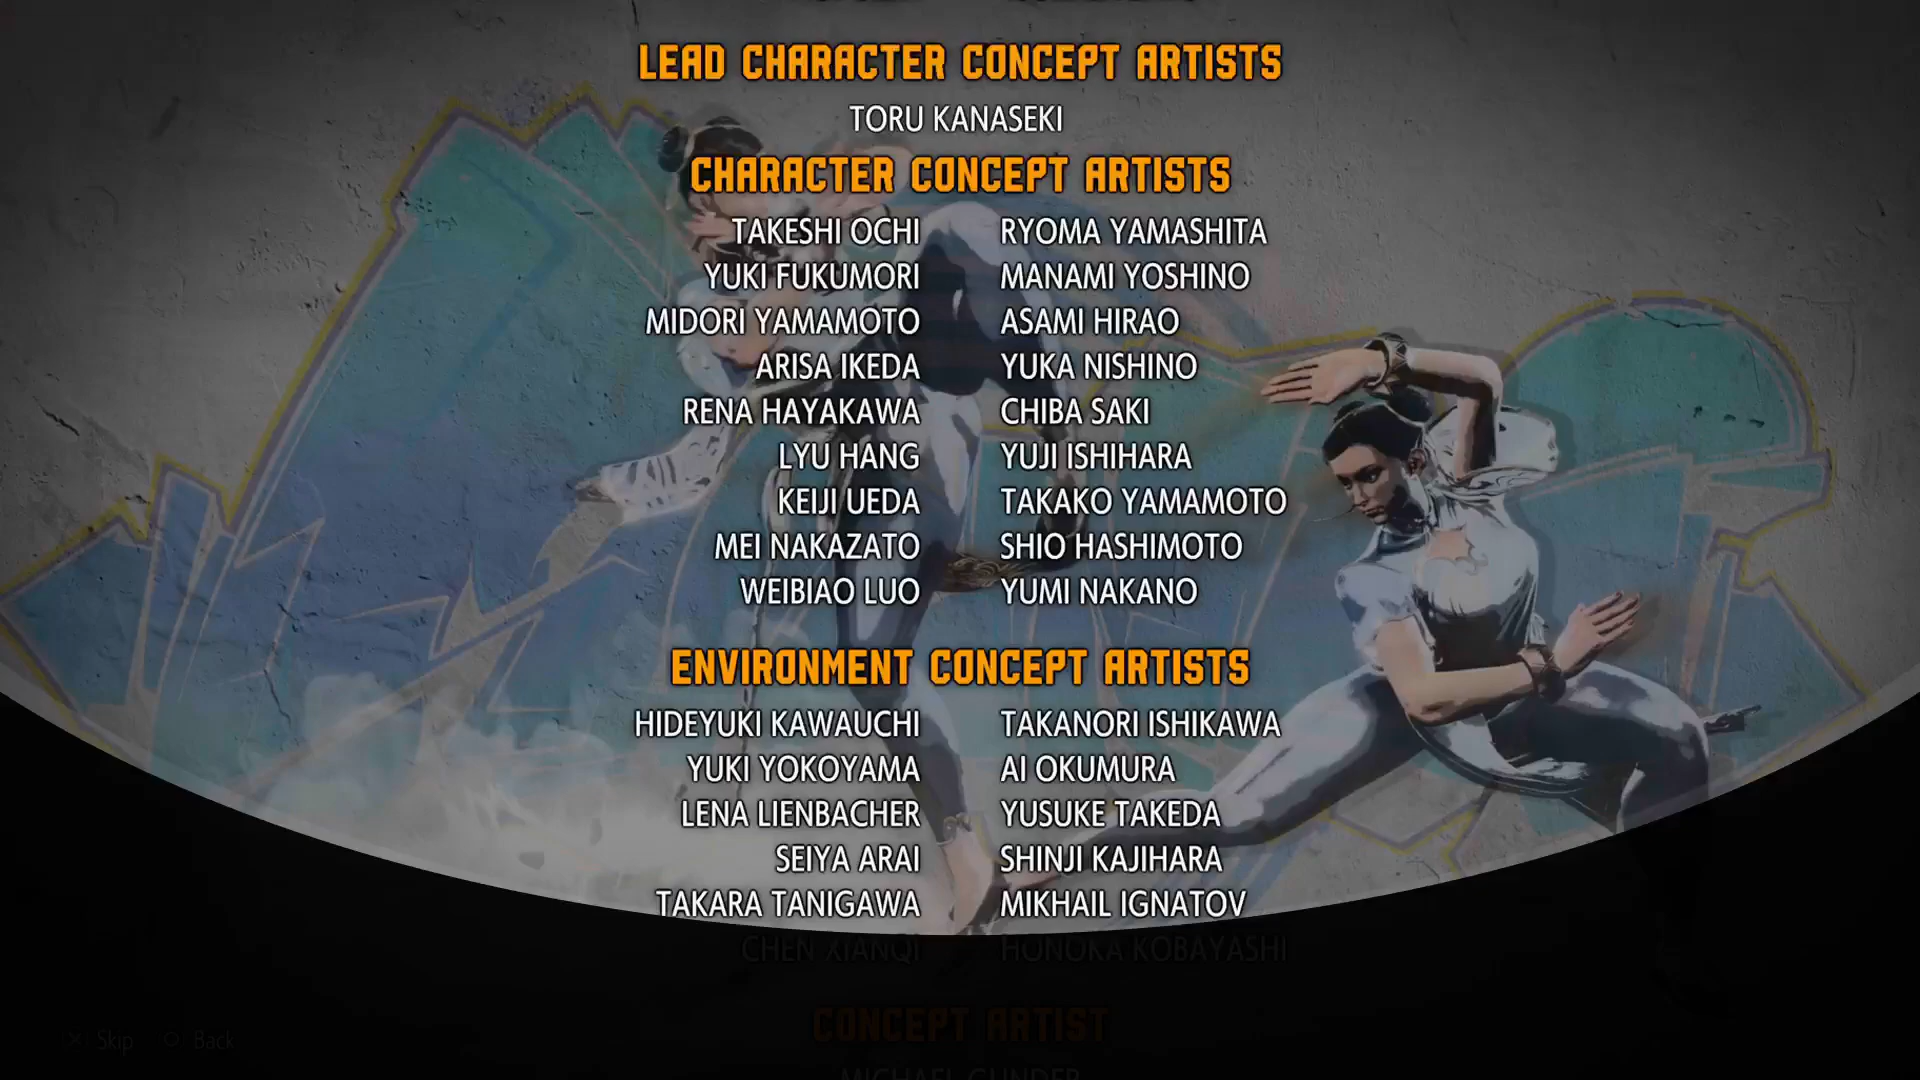 LEAD CHARACTER CONCEPT ARTISTS
TORU KANASEKI
CHARACTER CONCEPT ARTISTS
TAKESHI OCHI RYOMA YAMASHITA
YUKI FUKUMORI MANAMI YOSHINO
MIDORI YAMAMOTO ASAMI HIRAO
ARISA IKEDA YUKA NISHINO
RENA HAYAKAWA CHIBA SAKI
LYU HANG YUJI ISHIHARA
KEIJI UEDA TAKAKO YAMAMOTO
MEI NAKAZATO SHIO HASHIMOTO
WEIBIAO LUO YUMI NAKANO
ENVIRONMENT CONCEPT ARTISTS
HIDEYUKI KAWAUCHI TAKANORI ISHIKAWA
YUKI YOKOYAMA AI OKUMURA
LENA LIENBACHER YUSUKE TAKEDA
SEIYA ARAI SHINJI KAJIHARA
TAKARA TANIGAWA MIKHAIL IGNATOV
CHEN XIANQI HONOKA KOBAYASHI
CONCEPT ARTIST
Skip Back
MICHAEL